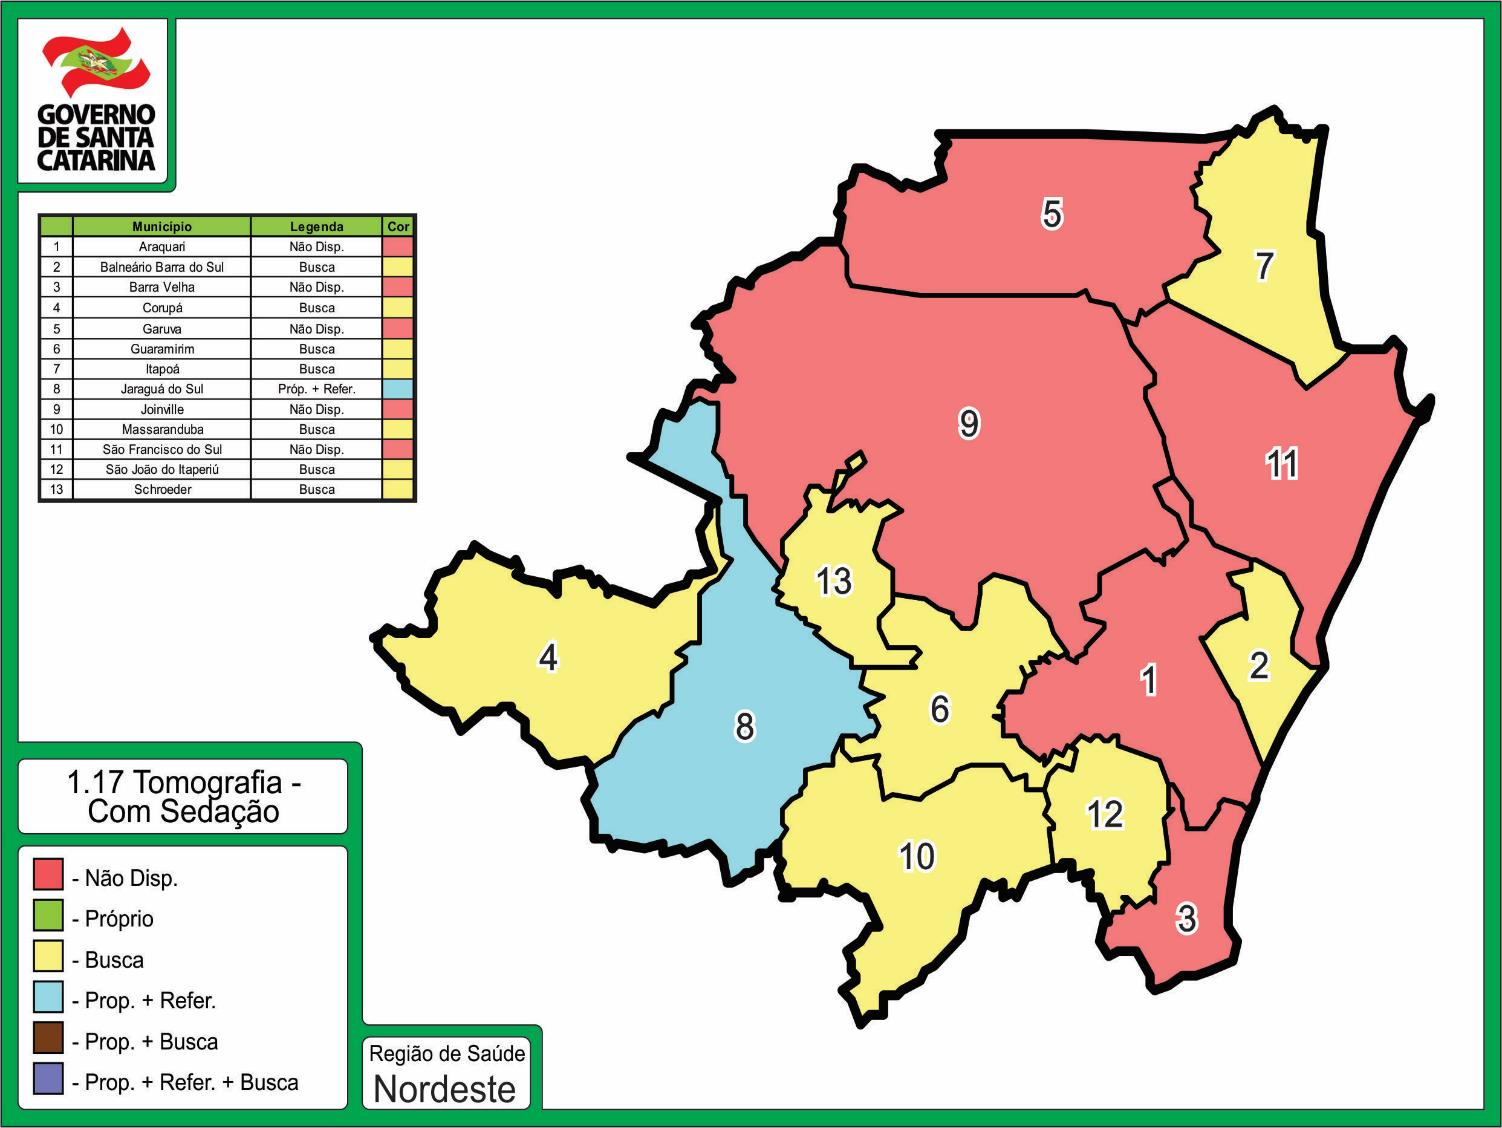 GOVERNO
DE SANTA
CATARINA
Município Legenda Cor
1 Araquari Não Disp.
2 Balneário Barra do Sul Busca
3 Barra Velha Não Disp.
4 Corupá Busca
5 Garuva Não Disp.
6 Guaramirim Busca
7 Itapoá Busca
8 Jaraguá do Sul Próp. + Refer.
9 Joinville Não Disp.
10 Massaranduba Busca
11 São Francisco do Sul Não Disp.
12 São João do Itaperiú Busca
13 Schroeder Busca
5
7
9
11
13
4
2
1
6
8
12
10
3
1.17 Tomografia -
Com Sedação
- Não Disp.
- Próprio
- Busca
- Prop. + Refer.
- Prop. + Busca
- Prop. + Refer. + Busca
Região de Saúde
Nordeste